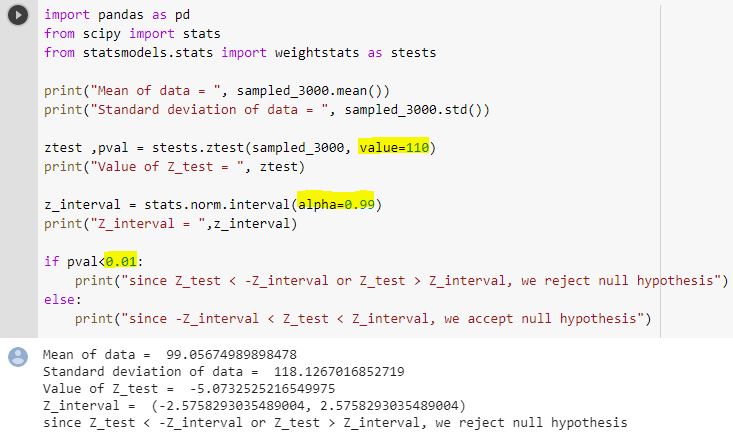 import pandas as pd
from scipy import stats
from statsmodels.stats import weightstats as stests
print("Mean of data = ", sampled_3000.mean())
print("Standard deviation of data = ", sampled_3000.std())
ztest ,pval = stests.ztest(sampled_3000, value=110)
print("Value of Z_test = ", ztest)
z_interval = stats.norm.interval(alpha=0.99)
print("Z_interval = ",z_interval)
if pval<0.01:
    print("since Z_test < -Z_interval or Z_test > Z_interval, we reject null hypothesis")
else:
    print("since -Z_interval < Z_test < Z_interval, we accept null hypothesis")
Mean of data =  99.05674989898478
Standard deviation of data =  118.1267016852719
Value of Z_test =  -5.0732525216549975
Z_interval =  (-2.5758293035489004, 2.5758293035489004)
since Z_test < -Z_interval or Z_test > Z_interval, we reject null hypothesis